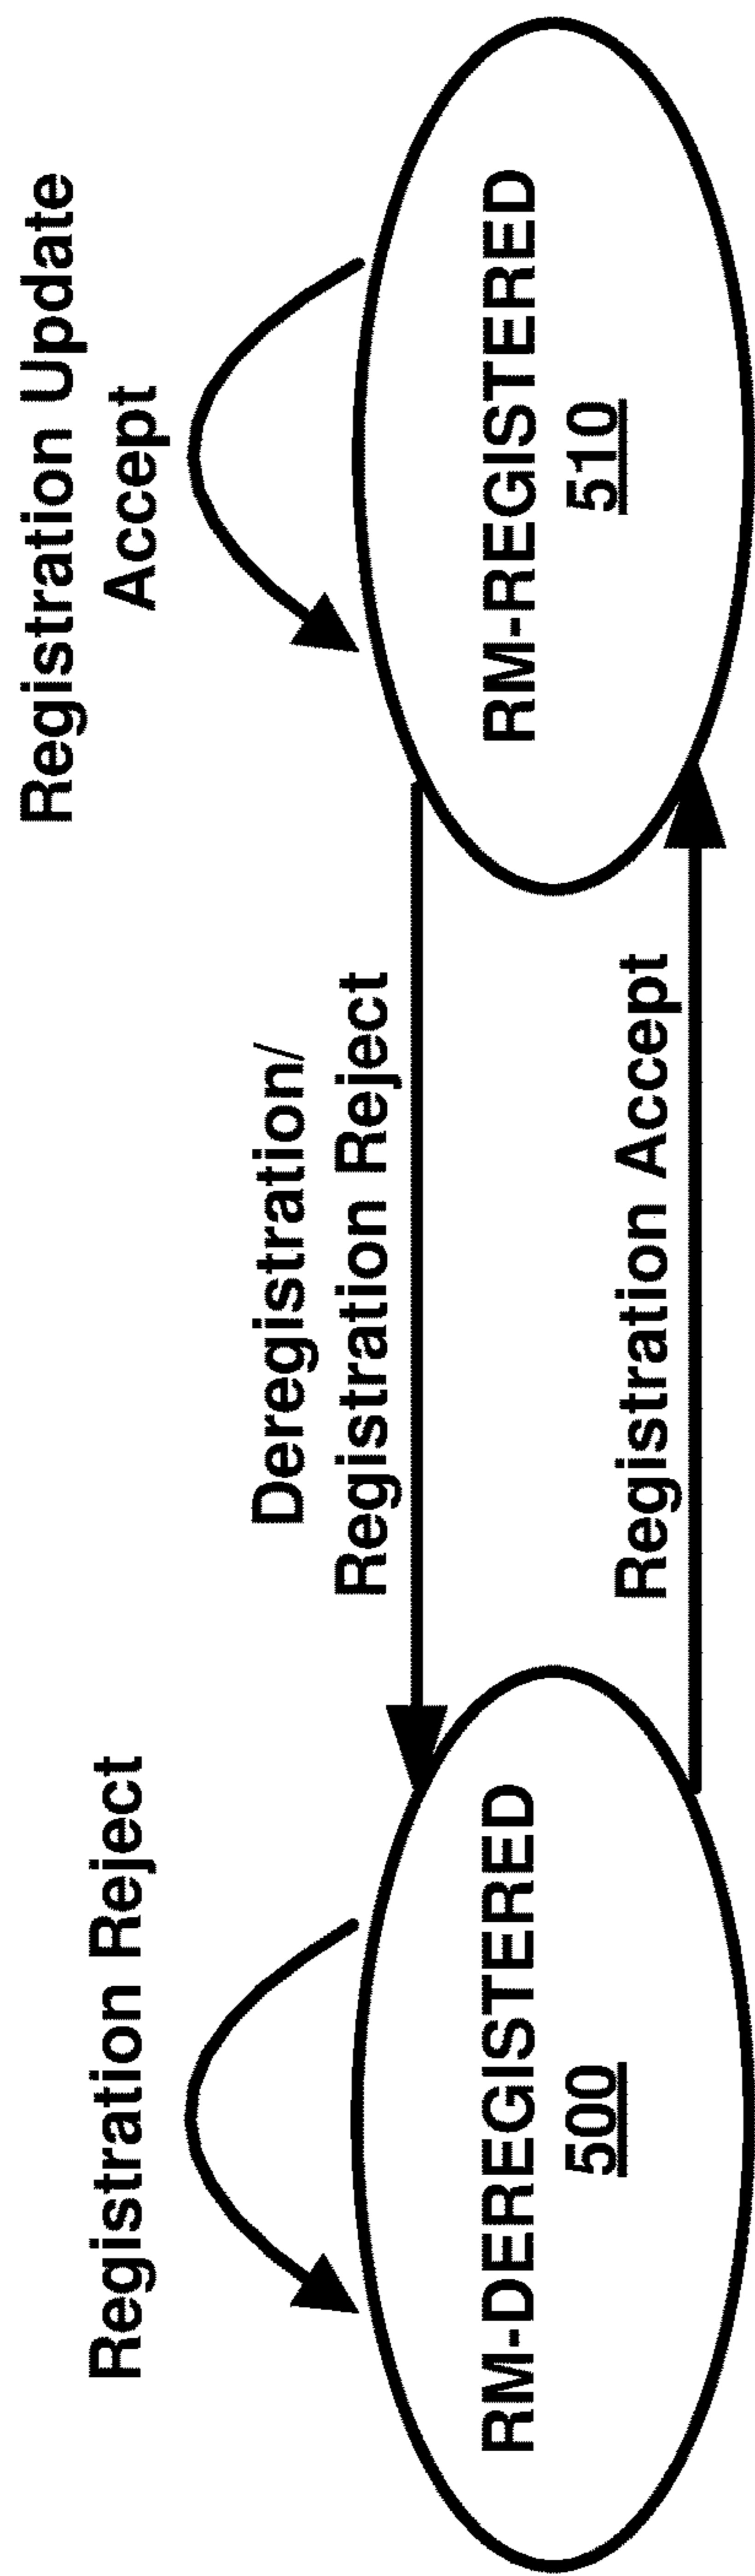 Registration Reject
Deregistration/
Registration Reject
Registration Update
Accept
RM-DEREGISTERED
500
Registration Accept
RM-REGISTERED
510